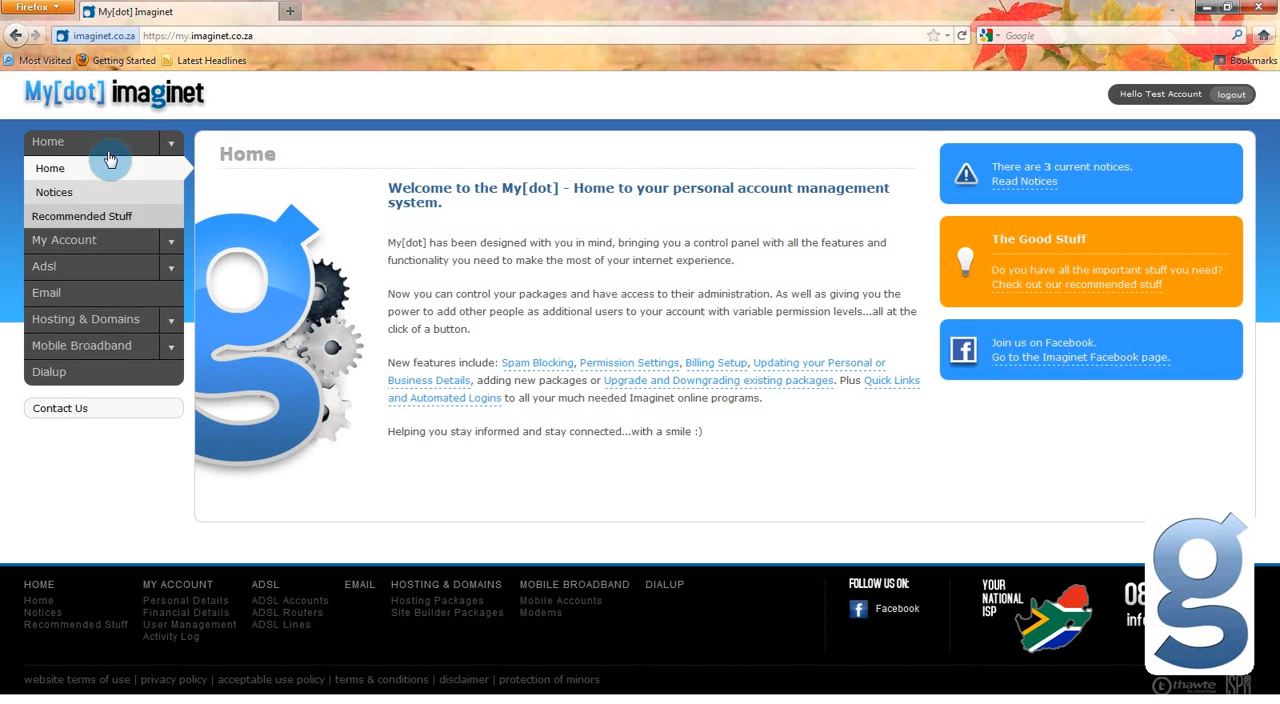 Firefox
My[dot] Imaginet
imaginet.co.za https://my.imaginet.co.za
Google
Most Visited Getting Started Latest Headlines
Bookmarks
My[dot] imaginet
Hello Test Account logout
Home
Home
Notices
Recommended Stuff
My Account
Adsl
Email
Hosting & Domains
Mobile Broadband
Dialup
Contact Us
Home
Welcome to the My[dot] - Home to your personal account management
system.
My[dot] has been designed with you in mind, bringing you a control panel with all the features and
functionality you need to make the most of your internet experience.
Now you can control your packages and have access to their administration. As well as giving you the
power to add other people as additional users to your account with variable permission levels...all at the
click of a button.
New features include: Spam Blocking, Permission Settings, Billing Setup, Updating your Personal or
Business Details, adding new packages or Upgrade and Downgrading existing packages. Plus Quick Links
and Automated Logins to all your much needed Imaginet online programs.
Helping you stay informed and stay connected...with a smile :)
There are 3 current notices.
Read Notices
The Good Stuff
Do you have all the important stuff you need?
Check out our recommended stuff
Join us on Facebook.
Go to the Imaginet Facebook page.
HOME
Home
Notices
Recommended Stuff
MY ACCOUNT
Personal Details
Financial Details
User Management
Activity Log
ADSL
ADSL Accounts
ADSL Routers
ADSL Lines
EMAIL
HOSTING & DOMAINS
Hosting Packages
Site Builder Packages
MOBILE BROADBAND
Mobile Accounts
Modems
DIALUP
FOLLOW US ON:
Facebook
YOUR
NATIONAL
ISP
08
info
g
website terms of use | privacy policy | acceptable use policy | terms & conditions | disclaimer | protection of minors
thawte